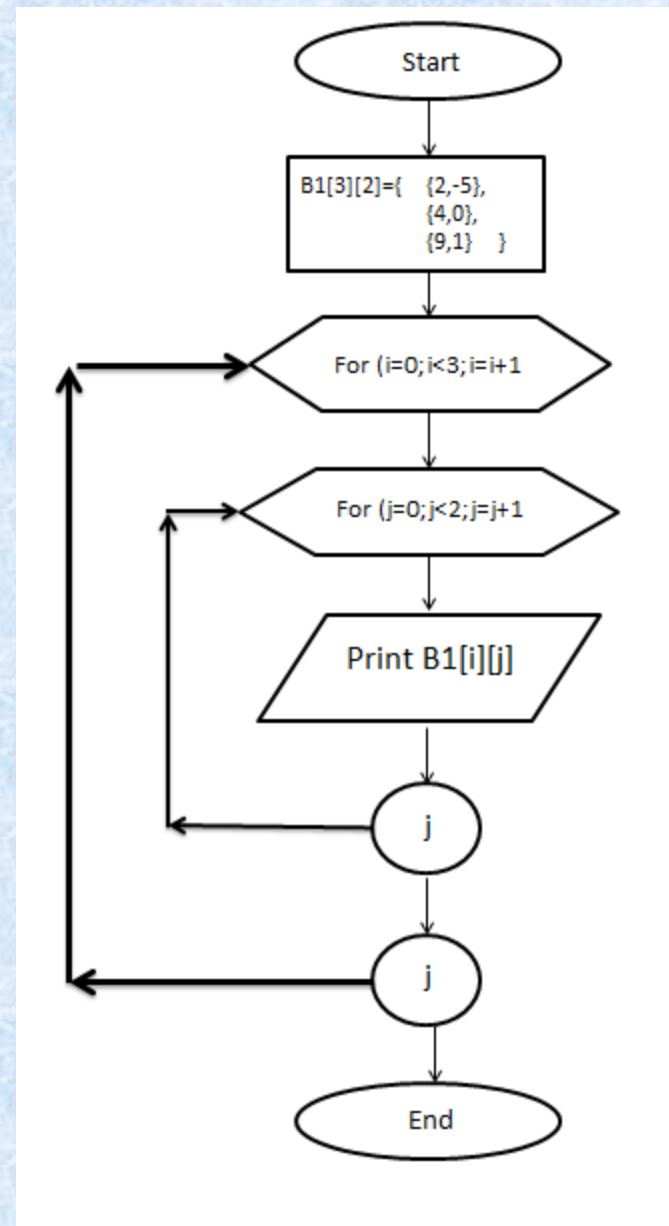 Start
B1[3][2]={ {2,-5},
{4,0},
{9,1} }
For (i=0;i<3;i=i+1
For (j=0;j<2;j=j+1
Print B1[i][j]
j
j
End